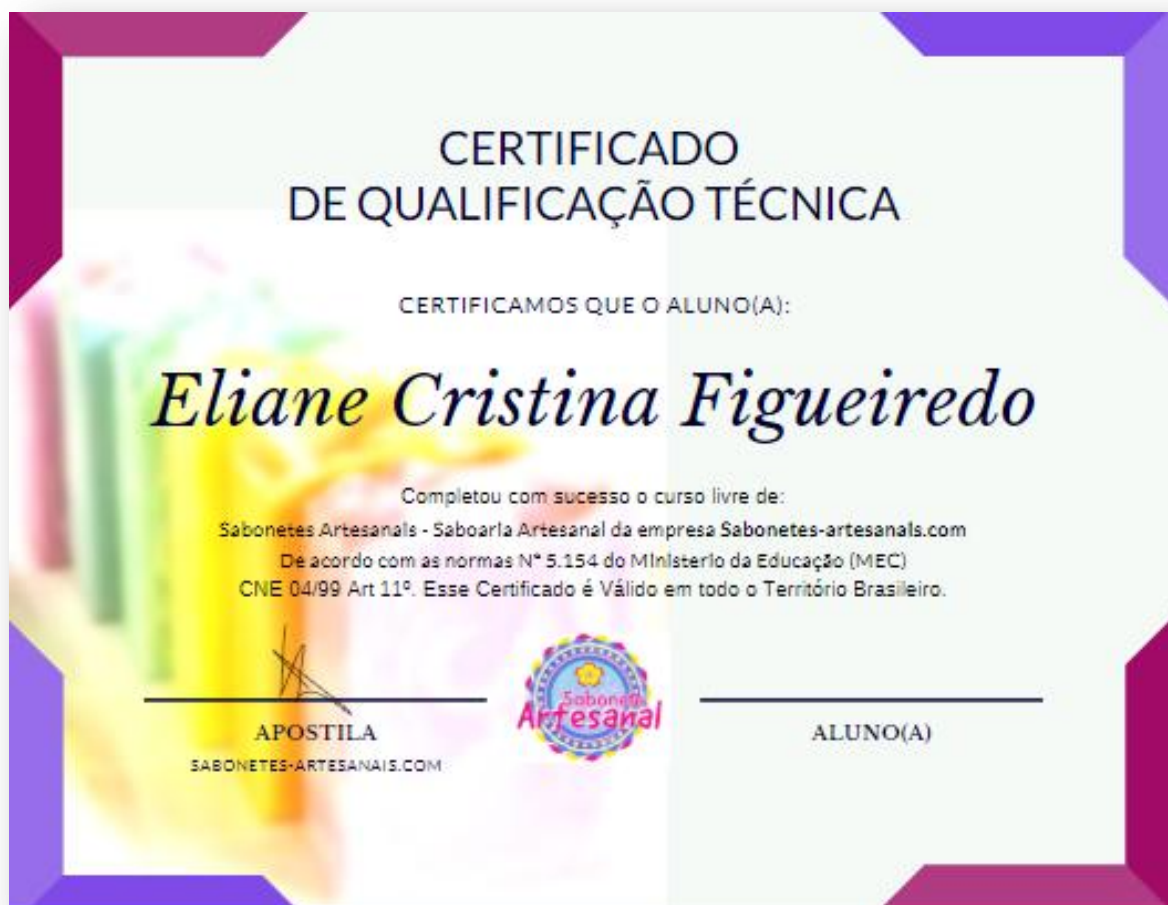 CERTIFICADO
DE QUALIFICAÇÃO TÉCNICA
CERTIFICAMOS QUE O ALUNO(A):
Eliane Cristina Figueiredo
Completou com sucesso o curso livre de:
Sabonetes Artesanais - Saboaria Artesanal da empresa Sabonetes-artesanais.com
De acordo com as normas N° 5.154 do Ministerio da Educação (MEC)
CNE 04/99 Art 11º. Esse Certificado é Válido em todo o Território Brasileiro.
Sabonete
Artesanal
APOSTILA
ALUNO(A)
SABONETES-ARTESANAIS.COM